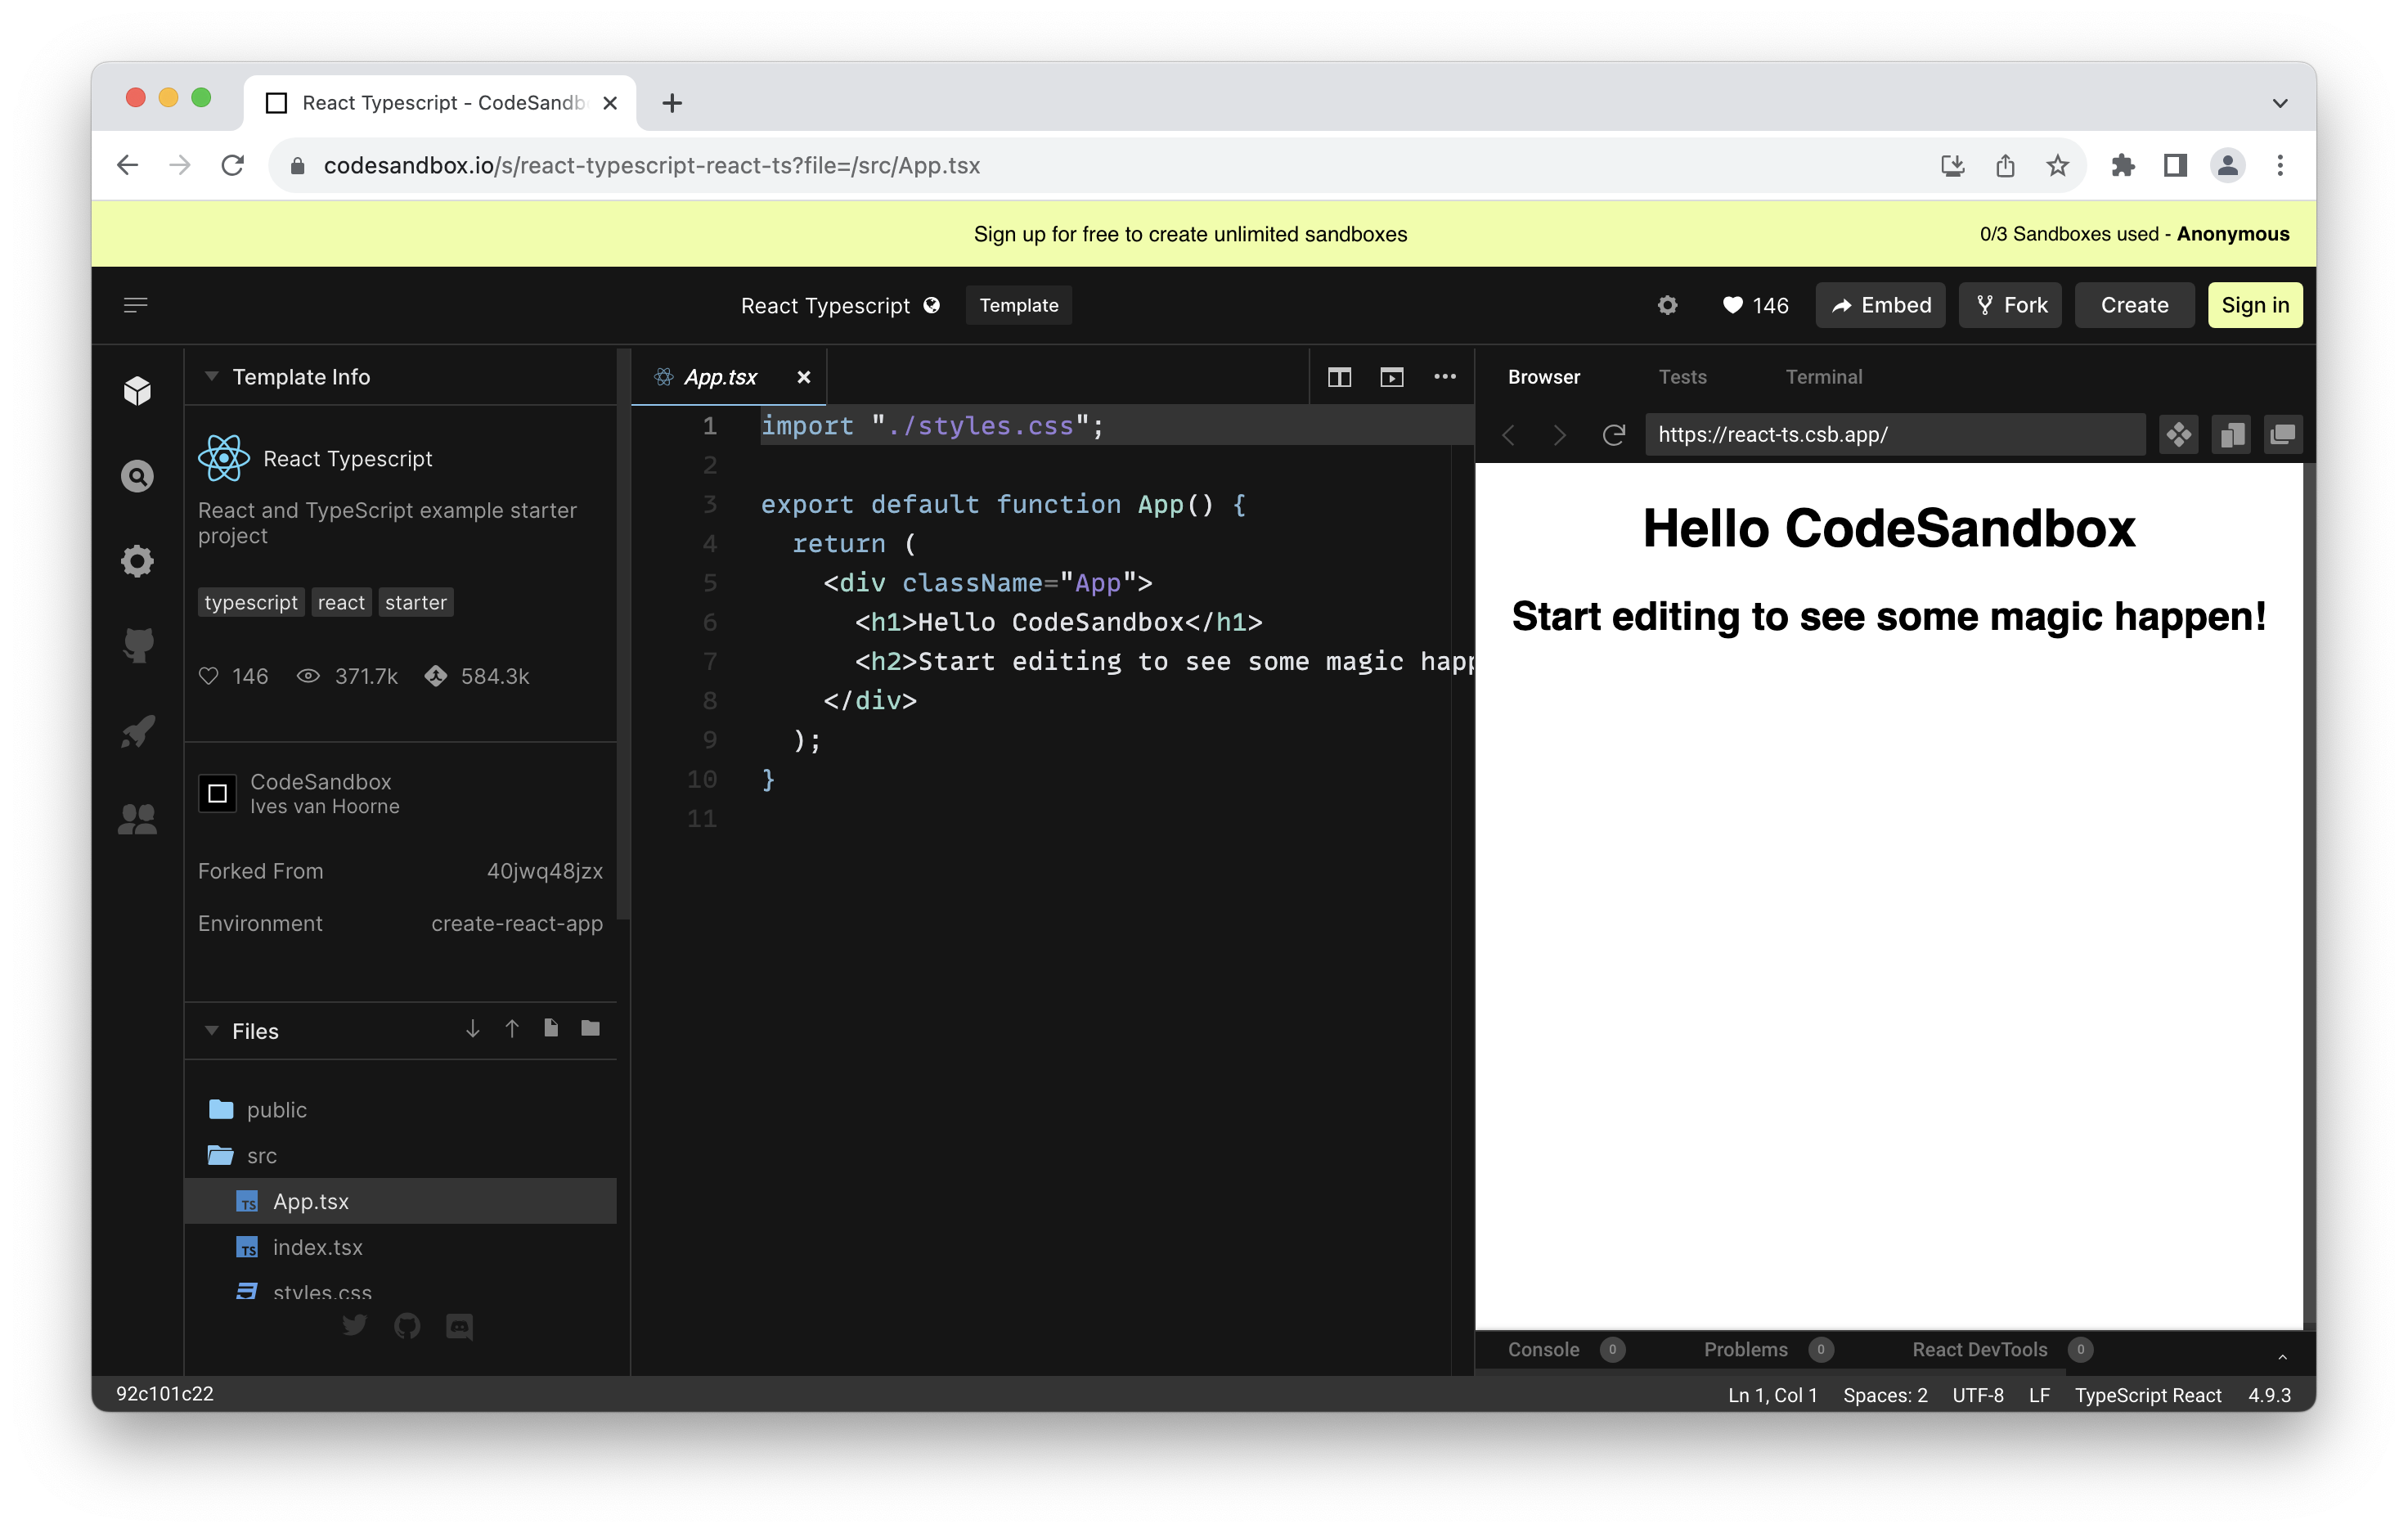 React Typescript - CodeSandb
codesandbox.io/s/react-typescript-react-ts?file=/src/App.tsx
Sign up for free to create unlimited sandboxes
0/3 Sandboxes used - Anonymous
React Typescript
Template
146
Embed
Fork
Create
Sign in
Template Info
React Typescript
React and TypeScript example starter
project
typescript
react
starter
146
371.7k
584.3k
CodeSandbox
Ives van Hoorne
Forked From
40jwq48jzx
Environment
create-react-app
Files
public
src
TS App.tsx
TS index.tsx
styles.css
App.tsx
1 import "./styles.css";
2
3 export default function App() {
4 return (
5 <div className="App">
6 <h1>Hello CodeSandbox</h1>
7 <h2>Start editing to see some magic happ
8 </div>
9 );
10 }
11
Browser
Tests
Terminal
https://react-ts.csb.app/
Hello CodeSandbox
Start editing to see some magic happen!
Console 0
Problems 0
React DevTools 0
92c101c22
Ln 1, Col 1
Spaces: 2
UTF-8
LF
TypeScript React
4.9.3